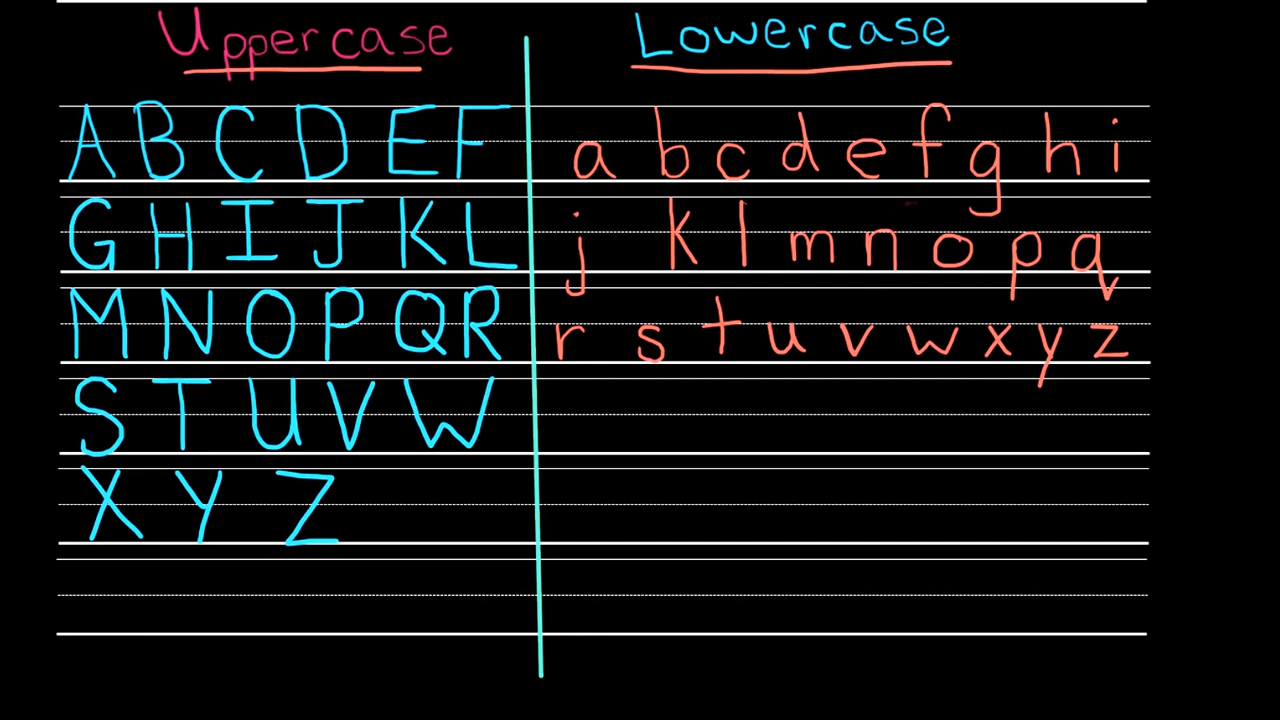 Uppercase
A B C D E F
G H I J K L
M N O P Q R
S T U V W
X Y Z
Lowercase
a b c d e f g h i
j k l m n o p q
r s t u v w x y z